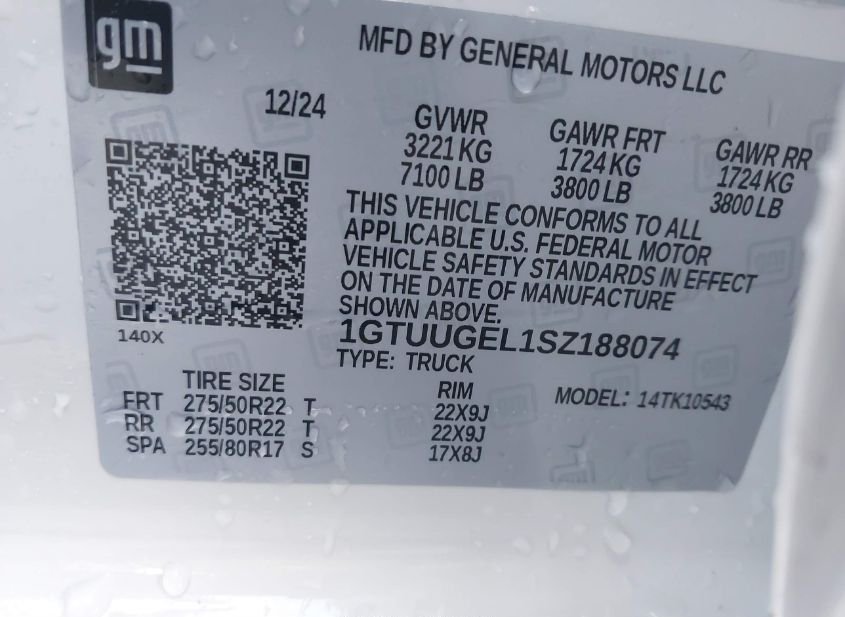 gm
MFD BY GENERAL MOTORS LLC
12/24
GVWR
3221 KG
7100 LB
GAWR FRT
1724 KG
3800 LB
GAWR RR
1724 KG
3800 LB
THIS VEHICLE CONFORMS TO ALL
APPLICABLE U.S. FEDERAL MOTOR
VEHICLE SAFETY STANDARDS IN EFFECT
ON THE DATE OF MANUFACTURE
SHOWN ABOVE.
1GTUUGEL1SZ188074
TYPE: TRUCK
140X
TIRE SIZE RIM
FRT 275/50R22 T 22X9J
RR 275/50R22 T 22X9J
SPA 255/80R17 S 17X8J
MODEL: 14TK10543